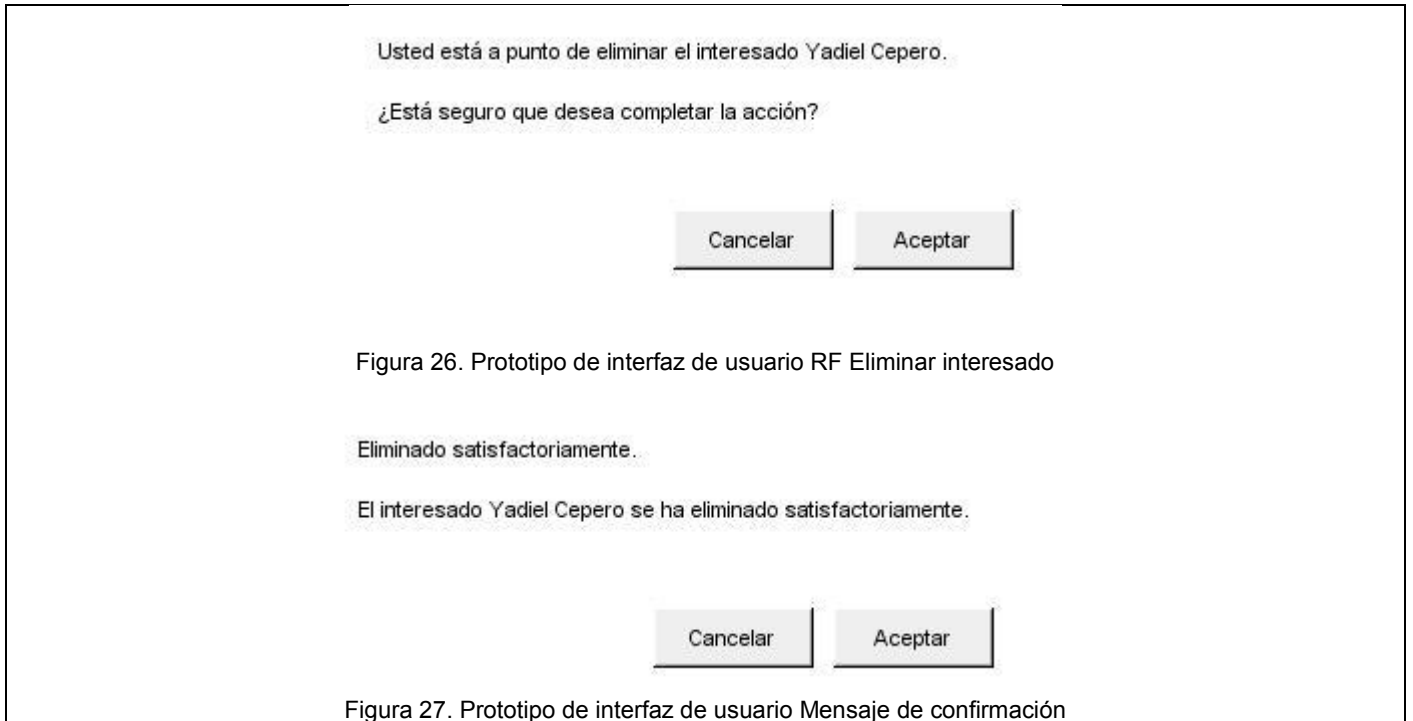 Usted está a punto de eliminar el interesado Yadiel Cepero.
¿Está seguro que desea completar la acción?
Cancelar Aceptar
Figura 26. Prototipo de interfaz de usuario RF Eliminar interesado
Eliminado satisfactoriamente.
El interesado Yadiel Cepero se ha eliminado satisfactoriamente.
Cancelar Aceptar
Figura 27. Prototipo de interfaz de usuario Mensaje de confirmación